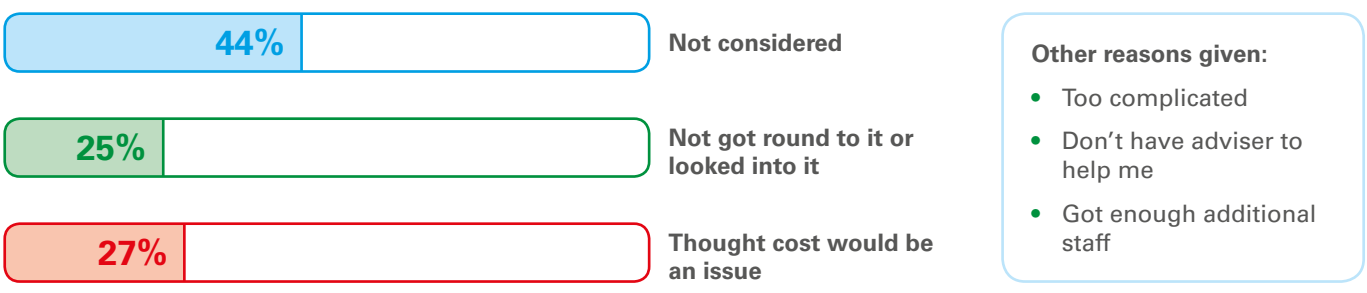 44%
Not considered
25%
Not got round to it or
looked into it
27%
Thought cost would be
an issue
Other reasons given:
• Too complicated
• Don’t have adviser to
help me
• Got enough additional
staff